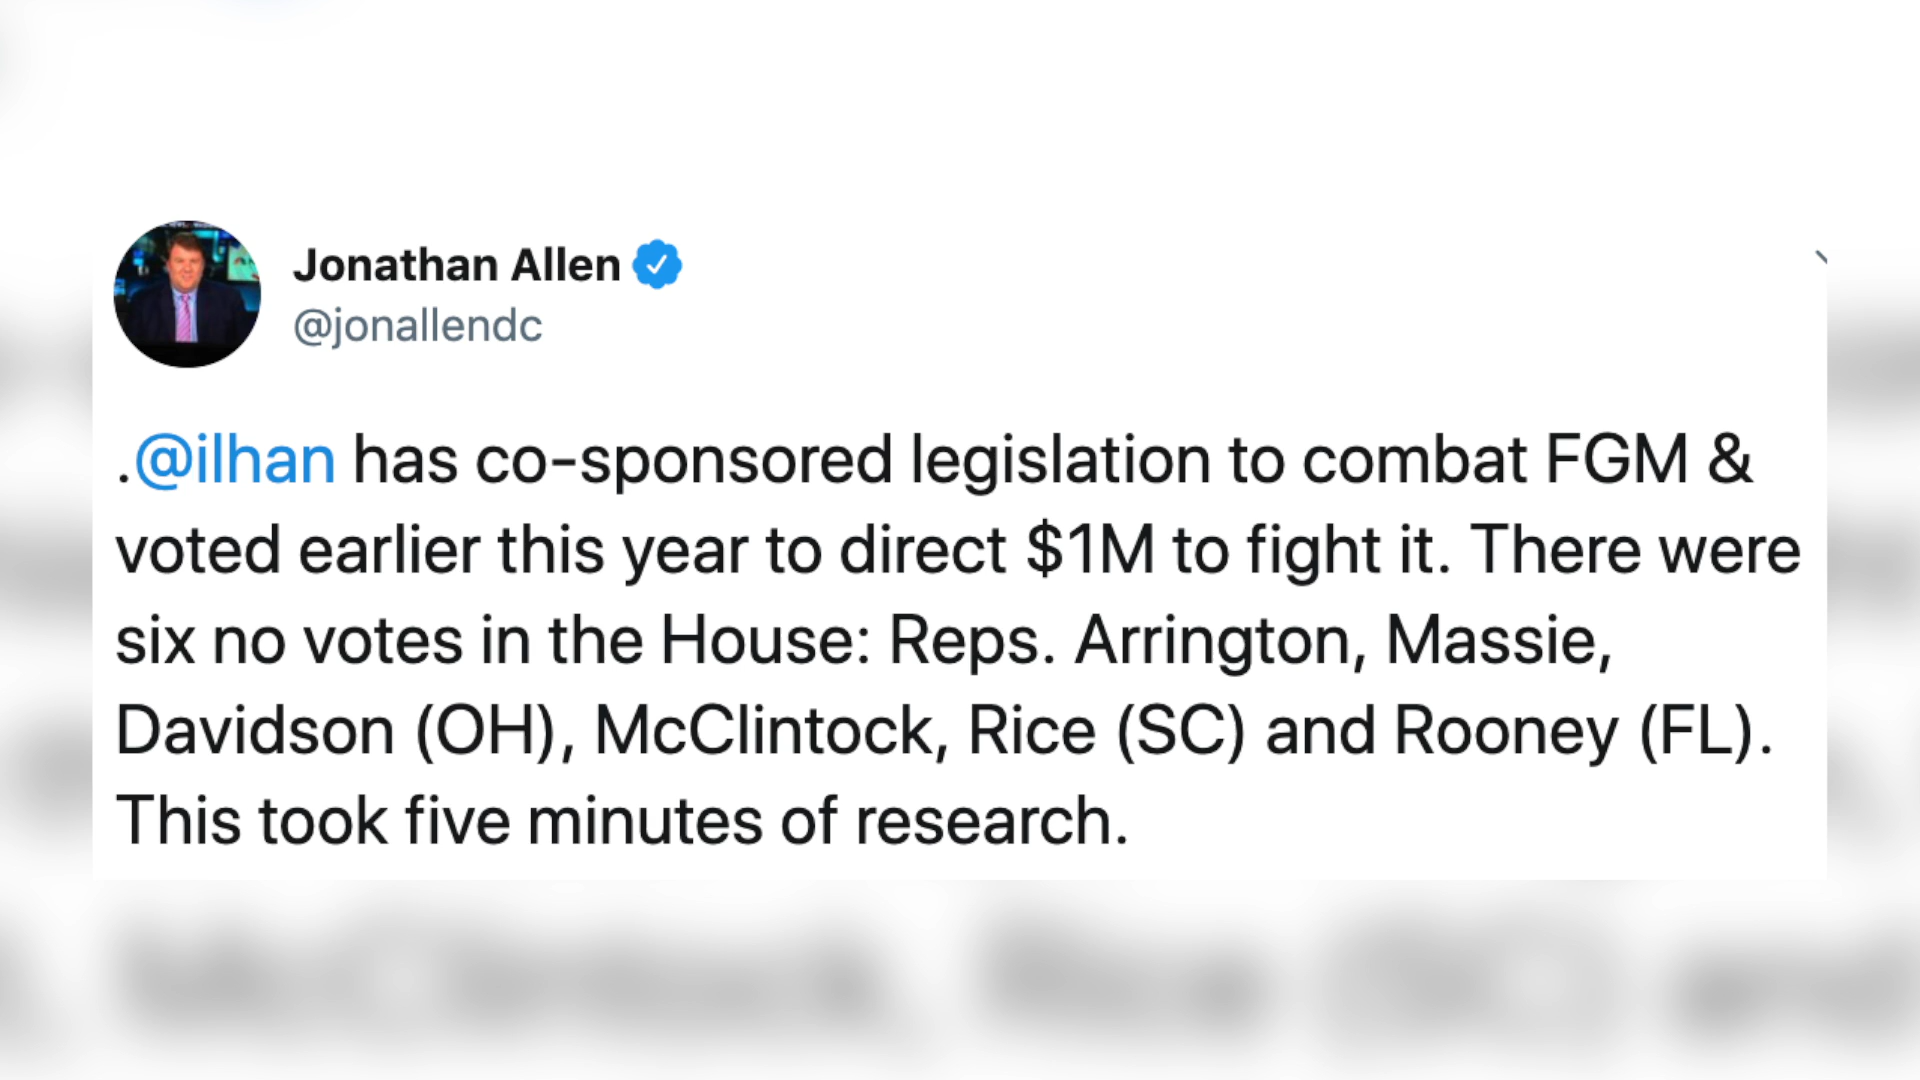 Jonathan Allen
@jonallendc
.@ilhan has co-sponsored legislation to combat FGM &
voted earlier this year to direct $1M to fight it. There were
six no votes in the House: Reps. Arrington, Massie,
Davidson (OH), McClintock, Rice (SC) and Rooney (FL).
This took five minutes of research.